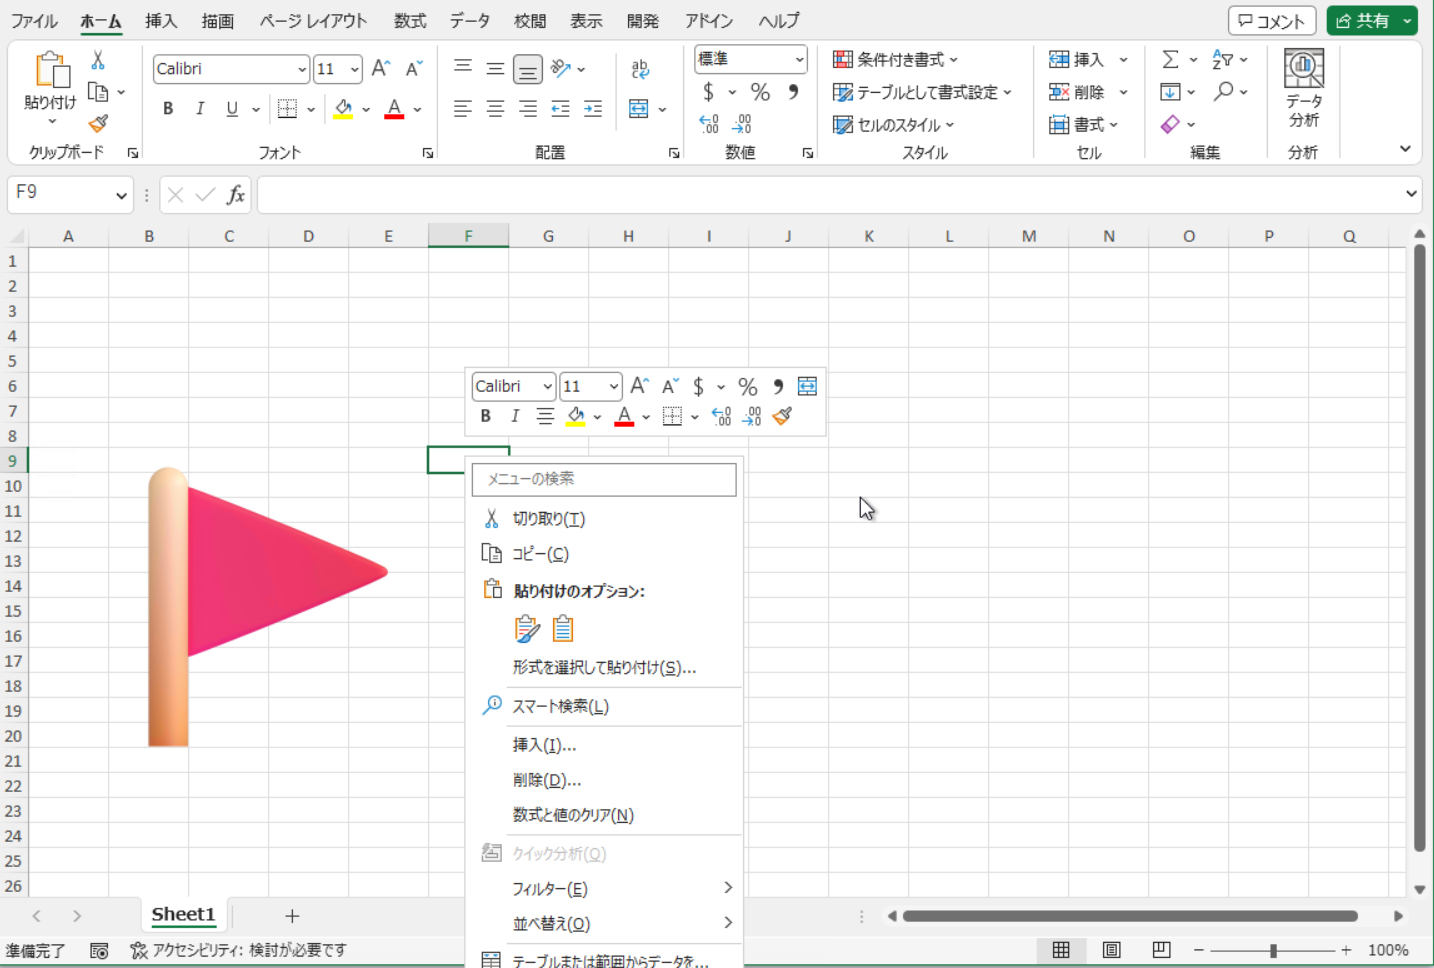 ファイル ホーム 挿入 描画 ページ レイアウト 数式 データ 校閲 表示 開発 アドイン ヘルプ コメント 共有
貼り付け
クリップボード
Calibri 11
B I U A
フォント
ab
配置
標準
$ % 9
.00
.00
数値
条件付き書式
テーブルとして書式設定
セルのスタイル
スタイル
挿入
削除
書式
セル
編集
データ
分析
分析
F9
fx
A B C D E F G H I J K L M N O P Q
1
2
3
4
5
6
7
8
9
10
11
12
13
14
15
16
17
18
19
20
21
22
23
24
25
26
Calibri 11 A A $ % 9
B I A .00 .00
メニューの検索
切り取り(T)
コピー(C)
貼り付けのオプション:
形式を選択して貼り付け(S)...
スマート検索(L)
挿入(I)...
削除(D)...
数式と値のクリア(N)
クイック分析(Q)
フィルター(E)
並べ替え(O)
テーブルまたは範囲からデータを...
Sheet1
準備完了 アクセシビリティ: 検討が必要です 100%